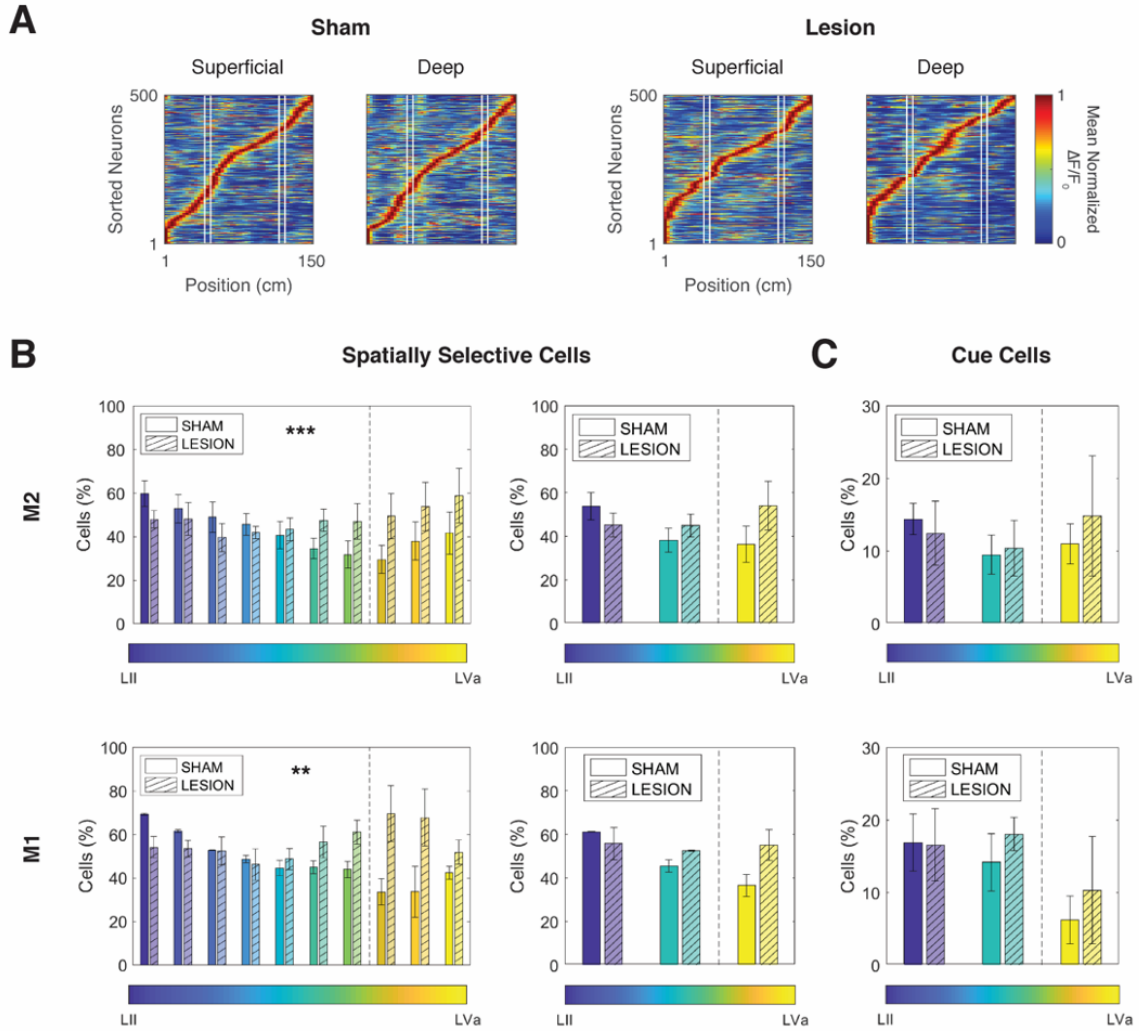 A
Sham
Lesion
Superficial
Deep
Superficial
Deep
500
Sorted Neurons
1
1
150
Position (cm)
500
Sorted Neurons
1
1
150
Position (cm)
1
0
Mean Normalized
ΔF/F₀
B
Spatially Selective Cells
C
Cue Cells
M2
Cells (%)
100
80
60
40
20
0
SHAM
LESION
***
LII
LVa
Cells (%)
100
80
60
40
20
0
SHAM
LESION
LII
LVa
Cells (%)
30
20
10
0
SHAM
LESION
LII
LVa
M1
Cells (%)
100
80
60
40
20
0
SHAM
LESION
**
LII
LVa
Cells (%)
100
80
60
40
20
0
SHAM
LESION
LII
LVa
Cells (%)
30
20
10
0
SHAM
LESION
LII
LVa